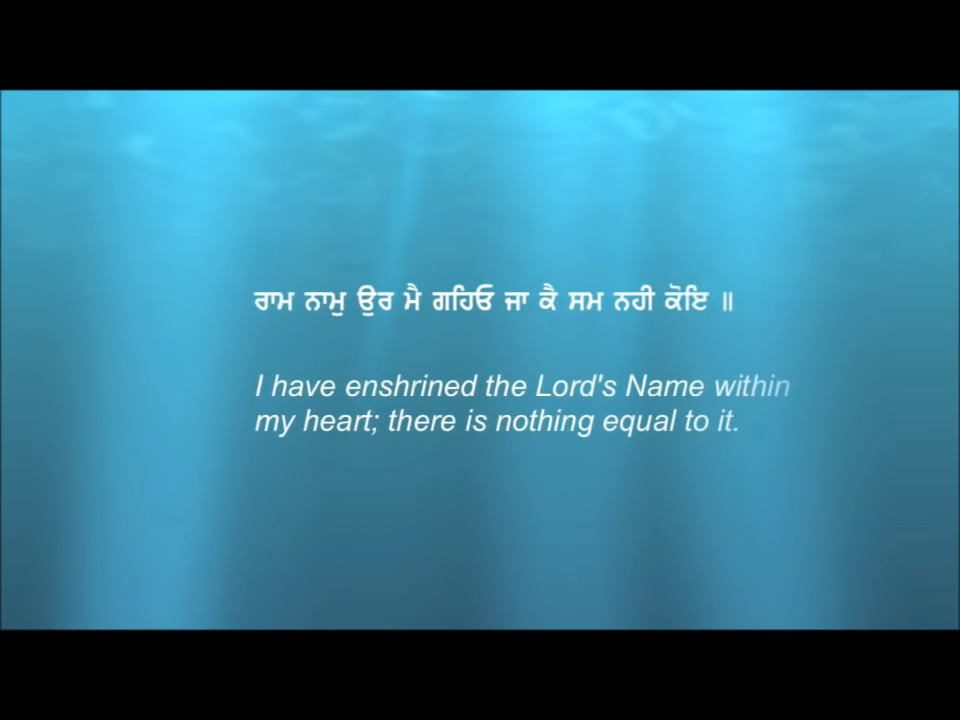 ਰਾਮ ਨਾਮੁ ਉਰ ਮੈ ਗਹਿਓ ਜਾ ਕੈ ਸਮ ਨਹੀ ਕੋਇ ॥
I have enshrined the Lord's Name within
my heart; there is nothing equal to it.